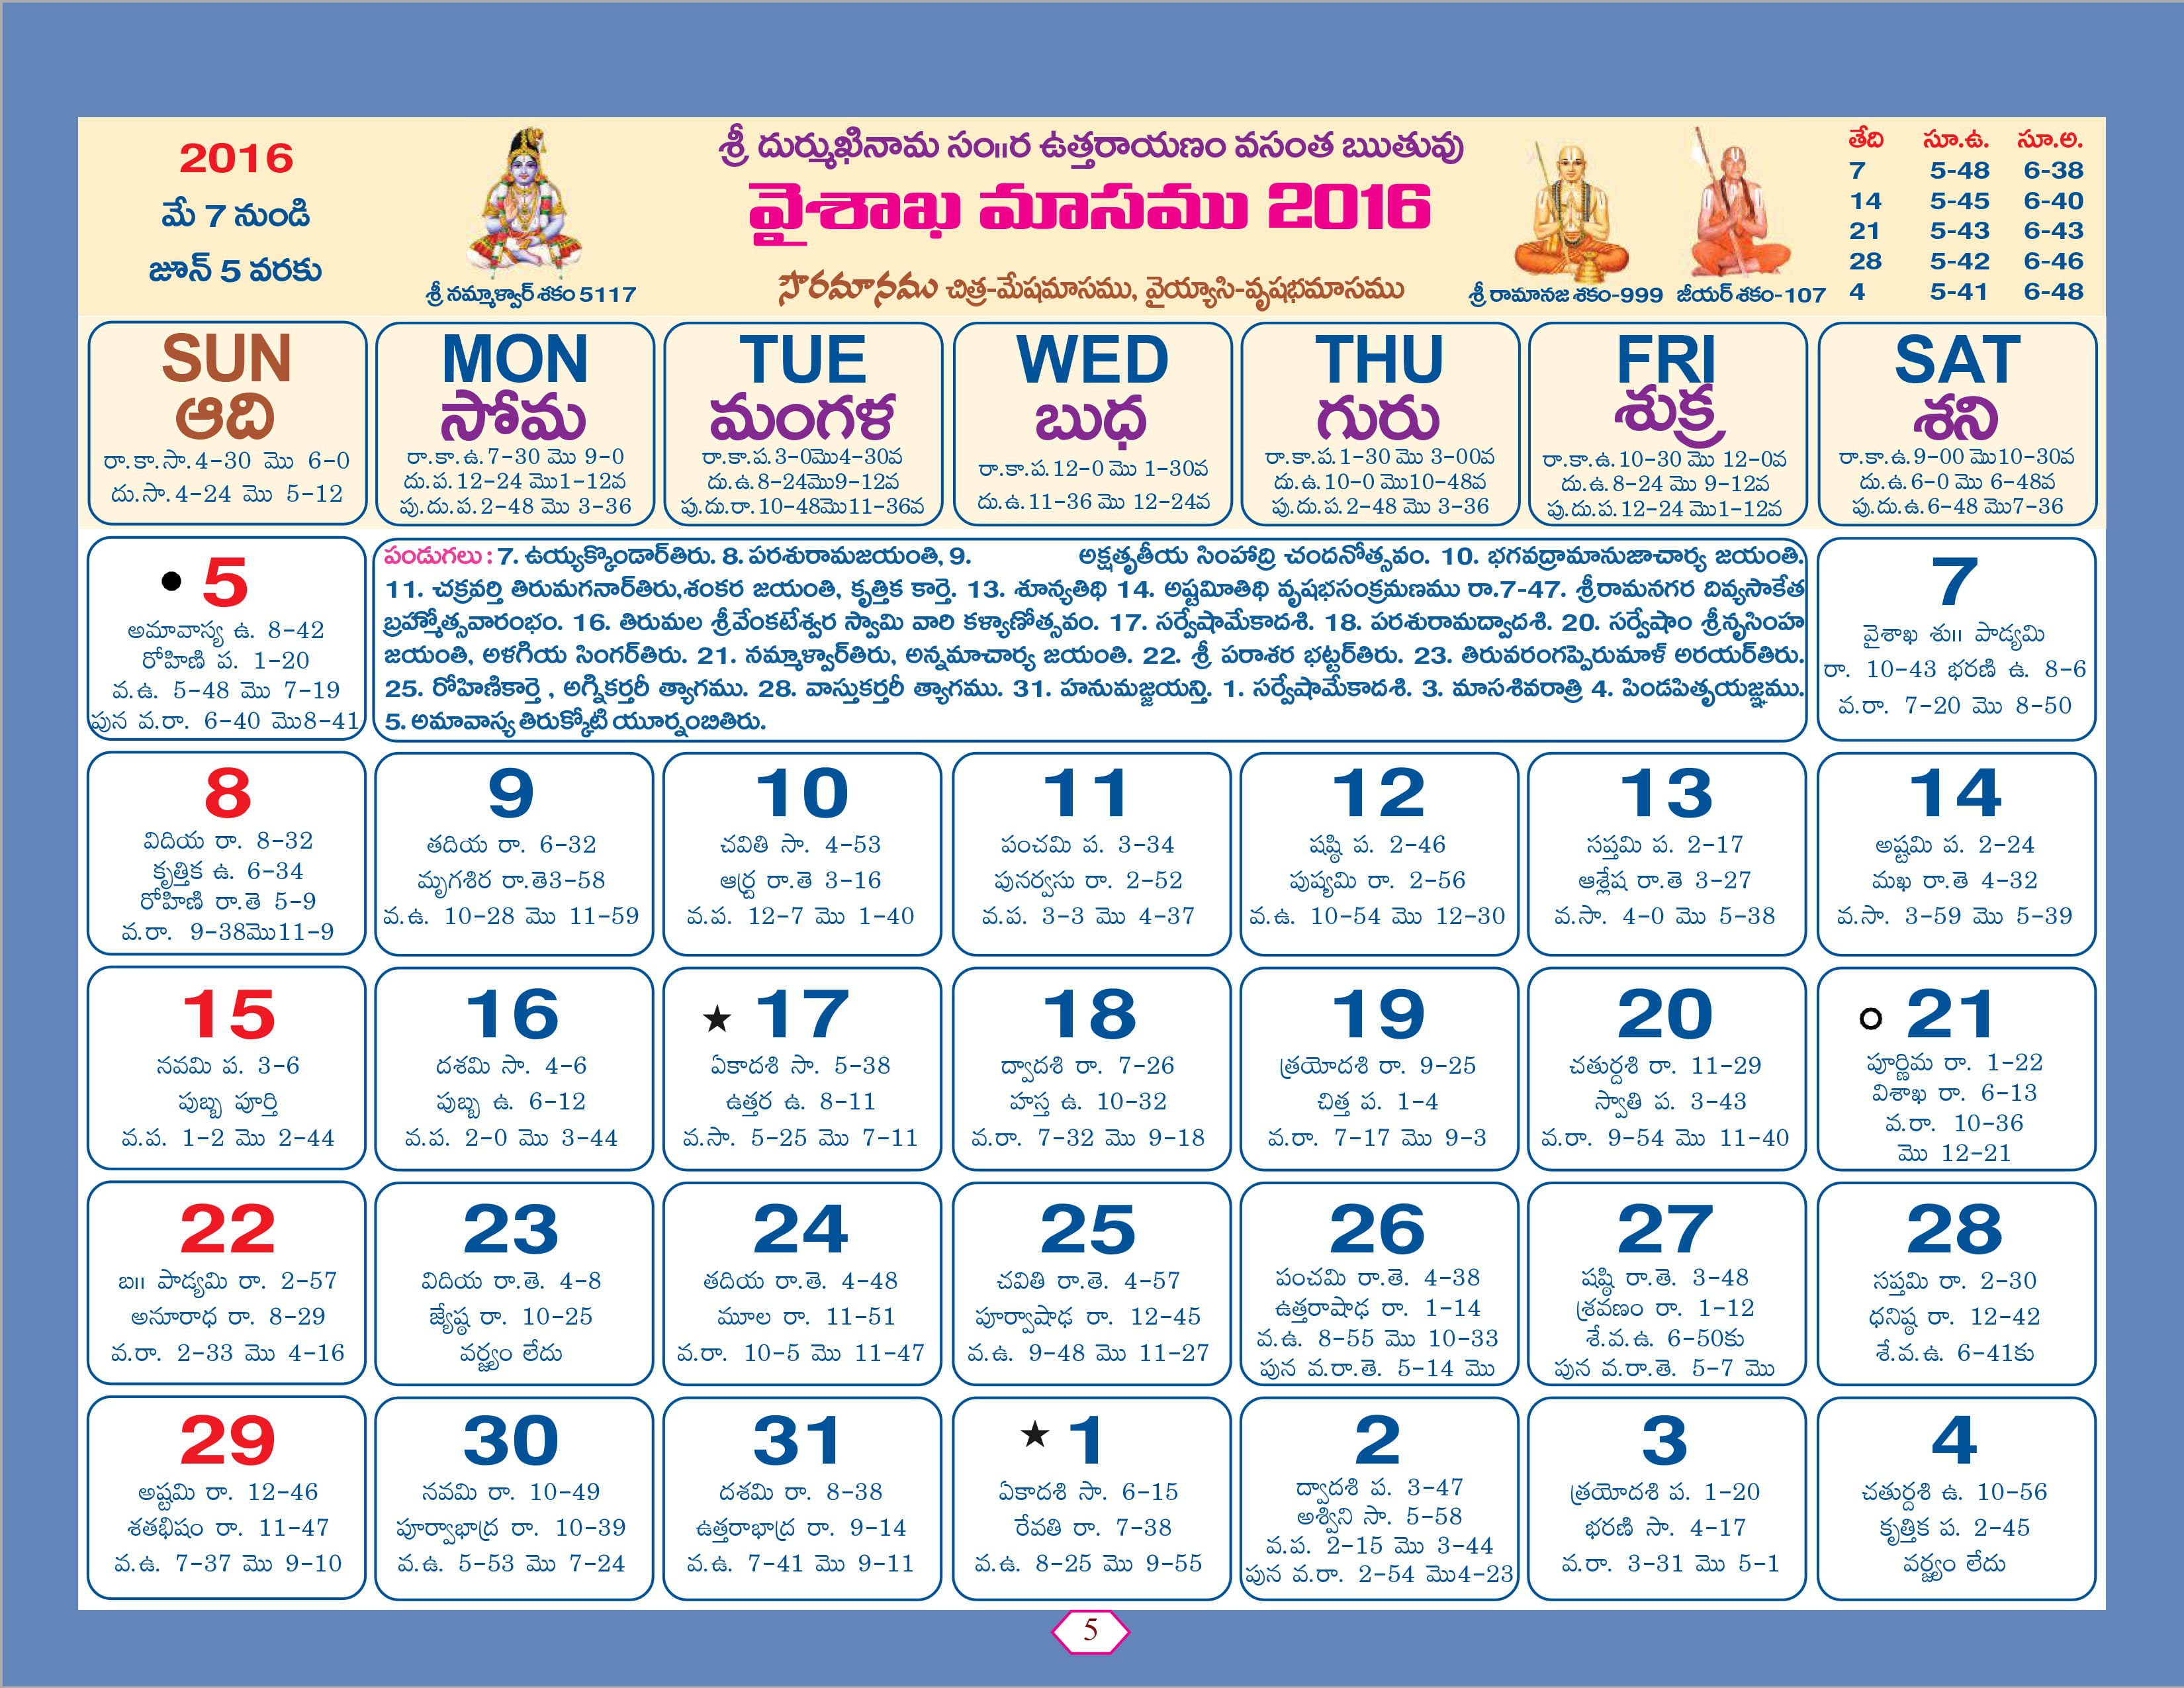 2016
మే 7 నుండి
జూన్ 5 వరకు
శ్రీ నమ్మాళ్వార్ శకం 5117
శ్రీ దుర్ముఖినామ సం॥ర ఉత్తరాయణం వసంత ఋతువు
వైశాఖ మాసము 2016
సౌరమానము చిత్ర-మేషమాసము, వైయ్యాసి-వృషభమాసము
శ్రీ రామానజ శకం-999 జీయర్ శకం-107
తేది సూ.ఉ. సూ.అ.
7 5-48 6-38
14 5-45 6-40
21 5-43 6-43
28 5-42 6-46
4 5-41 6-48
SUN
ఆది
రా.కా.సా.4-30 మొ 6-0
దు.సా.4-24 మొ 5-12
MON
సోమ
రా.కా.ఉ.7-30 మొ 9-0
దు.ప.12-24 మొ1-12వ
పు.దు.ప.2-48 మొ 3-36
TUE
మంగళ
రా.కా.ప.3-0మొ4-30వ
దు.ఉ.8-24మొ9-12వ
పు.దు.రా.10-48మొ11-36వ
WED
బుధ
రా.కా.ప.12-0 మొ 1-30వ
దు.ఉ.11-36 మొ 12-24వ
THU
గురు
రా.కా.ప.1-30 మొ 3-00వ
దు.ఉ.10-0 మొ10-48వ
పు.దు.ప.2-48 మొ 3-36
FRI
శుక్ర
రా.కా.ఉ.10-30 మొ 12-0వ
దు.ఉ.8-24 మొ 9-12వ
పు.దు.ప.12-24 మొ1-12వ
SAT
శని
రా.కా.ఉ.9-00 మొ10-30వ
దు.ఉ.6-0 మొ 6-48వ
పు.దు.ఉ.6-48 మొ7-36
5
అమావాస్య ఉ. 8-42
రోహిణి ప. 1-20
వ.ఉ. 5-48 మొ 7-19
పున వ.రా. 6-40 మొ8-41
పండుగలు : 7. ఉయ్యక్కొండార్‌తిరు. 8. పరశురామజయంతి, 9. అక్షతృతీయ సింహాద్రి చందనోత్సవం. 10. భగవద్రామానుజాచార్య జయంతి.
11. చక్రవర్తి తిరుమగనార్‌తిరు,శంకర జయంతి, కృత్తిక కార్తె. 13. శూన్యతిథి 14. అష్టమితిథి వృషభసంక్రమణము రా.7-47. శ్రీరామనగర దివ్యసాకేత
బ్రహ్మోత్సవారంభం. 16. తిరుమల శ్రీవేంకటేశ్వర స్వామి వారి కళ్యాణోత్సవం. 17. సర్వేషామేకాదశి. 18. పరశురామద్వాదశి. 20. సర్వేషాం శ్రీనృసింహ
జయంతి, అళగియ సింగర్‌తిరు. 21. నమ్మాళ్వార్‌తిరు, అన్నమాచార్య జయంతి. 22. శ్రీ పరాశర భట్టర్‌తిరు. 23. తిరువరంగప్పెరుమాళ్ అరయర్‌తిరు.
25. రోహిణికార్తె , అగ్నికర్తరీ త్యాగము. 28. వాస్తుకర్తరీ త్యాగము. 31. హనుమజ్జయన్తి. 1. సర్వేషామేకాదశి. 3. మాసశివరాత్రి 4. పిండపితృయజ్ఞము.
5. అమావాస్య తిరుక్కోటి యూర్నంబితిరు.
7
వైశాఖ శు॥ పాడ్యమి
రా. 10-43 భరణి ఉ. 8-6
వ.రా. 7-20 మొ 8-50
8
విదియ రా. 8-32
కృత్తిక ఉ. 6-34
రోహిణి రా.తె 5-9
వ.రా. 9-38మొ11-9
9
తదియ రా. 6-32
మృగశిర రా.తె3-58
వ.ఉ. 10-28 మొ 11-59
10
చవితి సా. 4-53
ఆర్ద్ర రా.తె 3-16
వ.ప. 12-7 మొ 1-40
11
పంచమి ప. 3-34
పునర్వసు రా. 2-52
వ.ప. 3-3 మొ 4-37
12
షష్ఠి ప. 2-46
పుష్యమి రా. 2-56
వ.ఉ. 10-54 మొ 12-30
13
సప్తమి ప. 2-17
ఆశ్లేష రా.తె 3-27
వ.సా. 4-0 మొ 5-38
14
అష్టమి ప. 2-24
మఖ రా.తె 4-32
వ.సా. 3-59 మొ 5-39
15
నవమి ప. 3-6
పుబ్బ పూర్తి
వ.ప. 1-2 మొ 2-44
16
దశమి సా. 4-6
పుబ్బ ఉ. 6-12
వ.ప. 2-0 మొ 3-44
★ 17
ఏకాదశి సా. 5-38
ఉత్తర ఉ. 8-11
వ.సా. 5-25 మొ 7-11
18
ద్వాదశి రా. 7-26
హస్త ఉ. 10-32
వ.రా. 7-32 మొ 9-18
19
త్రయోదశి రా. 9-25
చిత్త ప. 1-4
వ.రా. 7-17 మొ 9-3
20
చతుర్దశి రా. 11-29
స్వాతి ప. 3-43
వ.రా. 9-54 మొ 11-40
21
పూర్ణిమ రా. 1-22
విశాఖ రా. 6-13
వ.రా. 10-36
మొ 12-21
22
బ॥ పాడ్యమి రా. 2-57
అనూరాధ రా. 8-29
వ.రా. 2-33 మొ 4-16
23
విదియ రా.తె. 4-8
జ్యేష్ఠ రా. 10-25
వర్జ్యం లేదు
24
తదియ రా.తె. 4-48
మూల రా. 11-51
వ.రా. 10-5 మొ 11-47
25
చవితి రా.తె. 4-57
పూర్వాషాఢ రా. 12-45
వ.ఉ. 9-48 మొ 11-27
26
పంచమి రా.తె. 4-38
ఉత్తరాషాఢ రా. 1-14
వ.ఉ. 8-55 మొ 10-33
పున వ.రా.తె. 5-14 మొ
27
షష్ఠి రా.తె. 3-48
శ్రవణం రా. 1-12
శే.వ.ఉ. 6-50కు
పున వ.రా.తె. 5-7 మొ
28
సప్తమి రా. 2-30
ధనిష్ఠ రా. 12-42
శే.వ.ఉ. 6-41కు
29
అష్టమి రా. 12-46
శతభిషం రా. 11-47
వ.ఉ. 7-37 మొ 9-10
30
నవమి రా. 10-49
పూర్వాభాద్ర రా. 10-39
వ.ఉ. 5-53 మొ 7-24
31
దశమి రా. 8-38
ఉత్తరాభాద్ర రా. 9-14
వ.ఉ. 7-41 మొ 9-11
★ 1
ఏకాదశి సా. 6-15
రేవతి రా. 7-38
వ.ఉ. 8-25 మొ 9-55
2
ద్వాదశి ప. 3-47
అశ్విని సా. 5-58
వ.ప. 2-15 మొ 3-44
పున వ.రా. 2-54 మొ4-23
3
త్రయోదశి ప. 1-20
భరణి సా. 4-17
వ.రా. 3-31 మొ 5-1
4
చతుర్దశి ఉ. 10-56
కృత్తిక ప. 2-45
వర్జ్యం లేదు
5